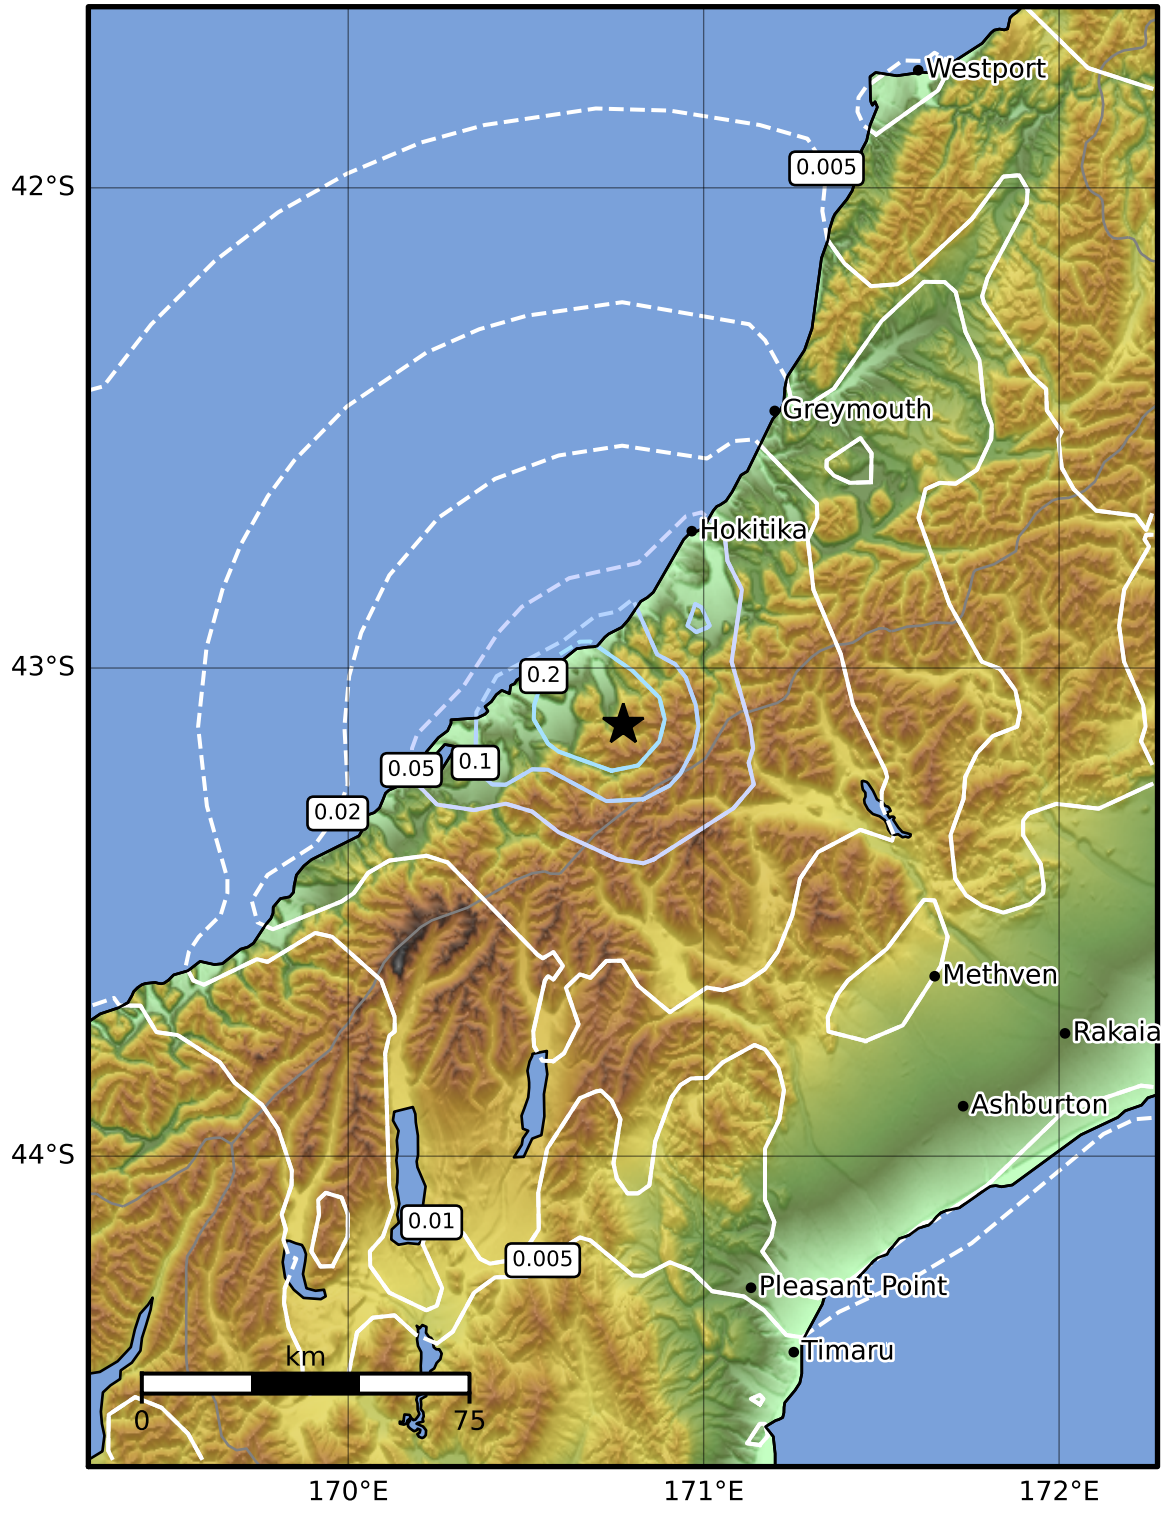 Westport
0.005
42°S
Greymouth
Hokitika
43°S
0.2
0.1
0.05
0.02
Methven
Rakaia
Ashburton
44°S
0.01
0.005
Pleasant Point
Timaru
km
0 75
170°E 171°E 172°E